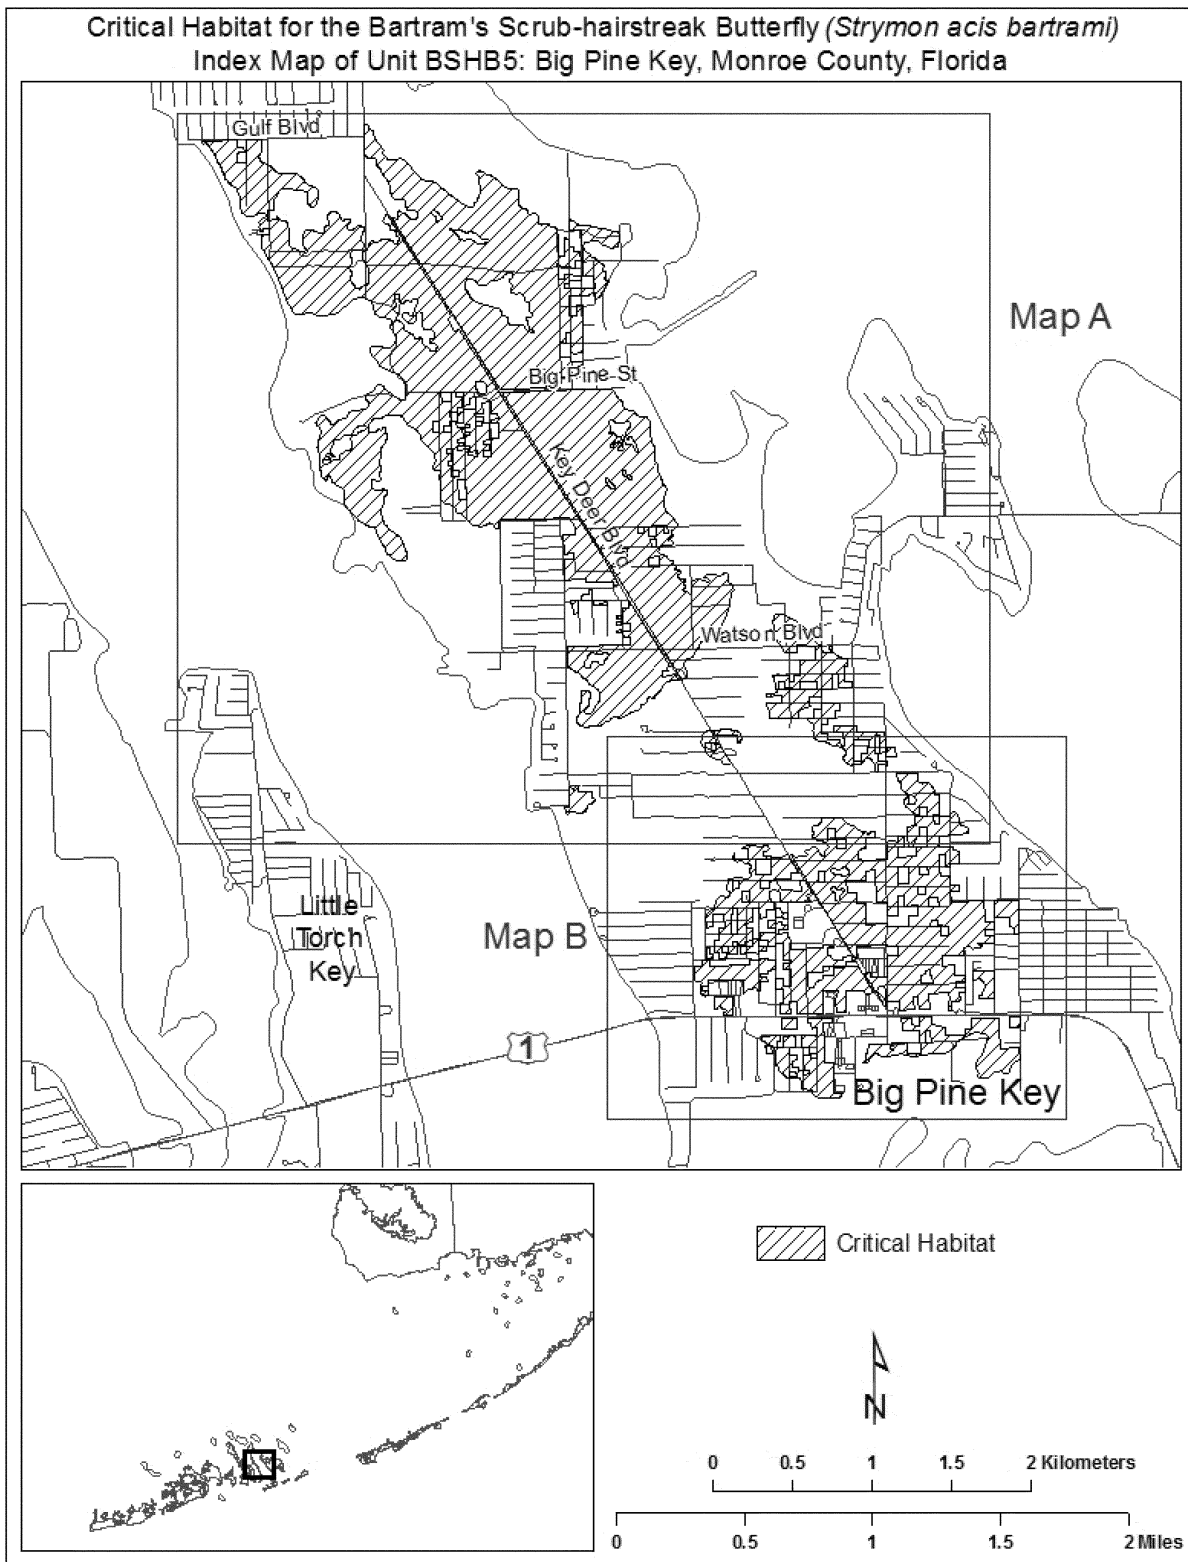 Critical Habitat for the Bartram's Scrub-hairstreak Butterfly (Strymon acis bartrami)
Index Map of Unit BSHB5: Big Pine Key, Monroe County, Florida
Gulf Blvd
Map A
Big Pine St
Key Deer Blvd
Watson Blvd
Little
Torch
Key
Map B
1
Big Pine Key
Critical Habitat
N
0 0.5 1 1.5 2 Kilometers
0 0.5 1 1.5 2 Miles